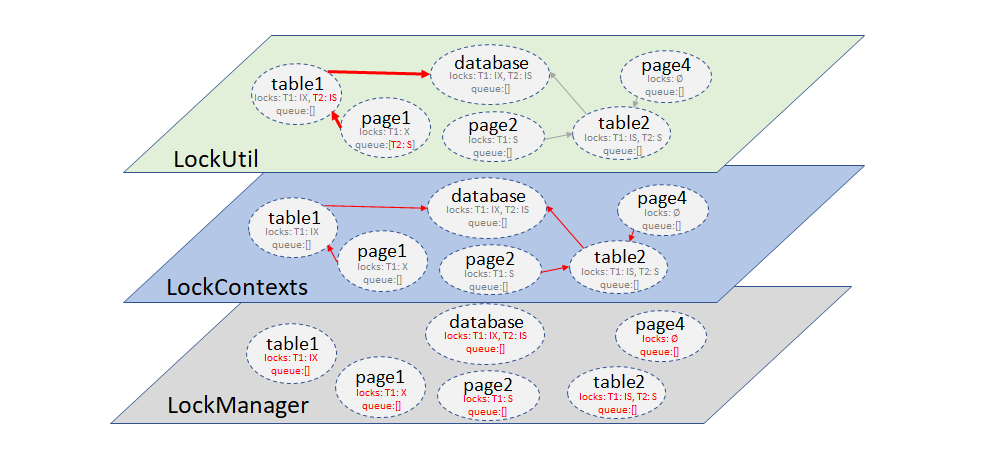 database
locks: T1: IX, T2: IS
queue:[]
page4
locks: Ø
queue:[]
table1
locks: T1: IX, T2: IS
queue:[]
page1
locks: T1: X
queue:[T2: S]
page2
locks: T1: S
queue:[]
table2
locks: T1: IS, T2: S
queue:[]
LockUtil
database
locks: T1: IX, T2: IS
queue:[]
page4
locks: Ø
queue:[]
table1
locks: T1: IX
queue:[]
page1
locks: T1: X
queue:[]
page2
locks: T1: S
queue:[]
table2
locks: T1: IS, T2: S
queue:[]
LockContexts
database
locks: T1: IX, T2: IS
queue:[]
page4
locks: Ø
queue:[]
table1
locks: T1: IX
queue:[]
page1
locks: T1: X
queue:[]
page2
locks: T1: S
queue:[]
table2
locks: T1: IS, T2: S
queue:[]
LockManager